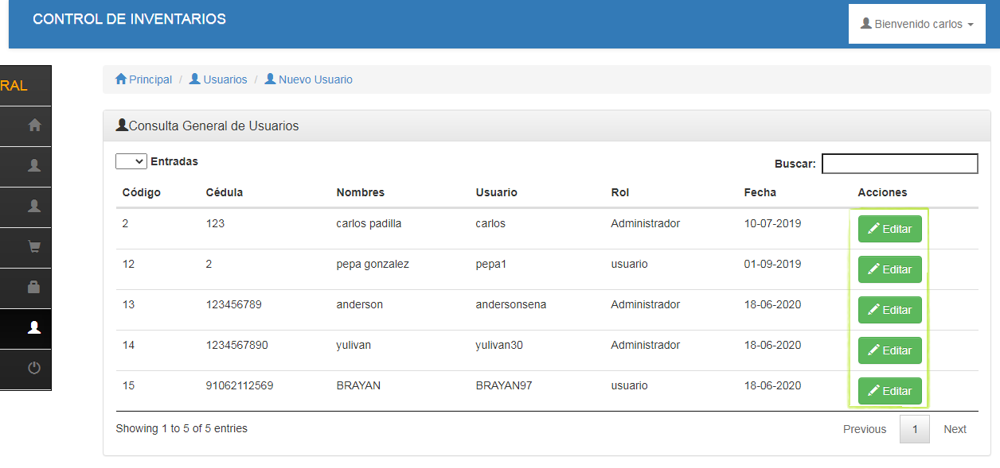 CONTROL DE INVENTARIOS
Bienvenido carlos
RAL
Principal / Usuarios / Nuevo Usuario
Consulta General de Usuarios
Entradas Buscar:
Código Cédula Nombres Usuario Rol Fecha Acciones
2 123 carlos padilla carlos Administrador 10-07-2019 Editar
12 2 pepa gonzalez pepa1 usuario 01-09-2019 Editar
13 123456789 anderson andersonsena Administrador 18-06-2020 Editar
14 1234567890 yulivan yulivan30 Administrador 18-06-2020 Editar
15 91062112569 BRAYAN BRAYAN97 usuario 18-06-2020 Editar
Showing 1 to 5 of 5 entries Previous 1 Next